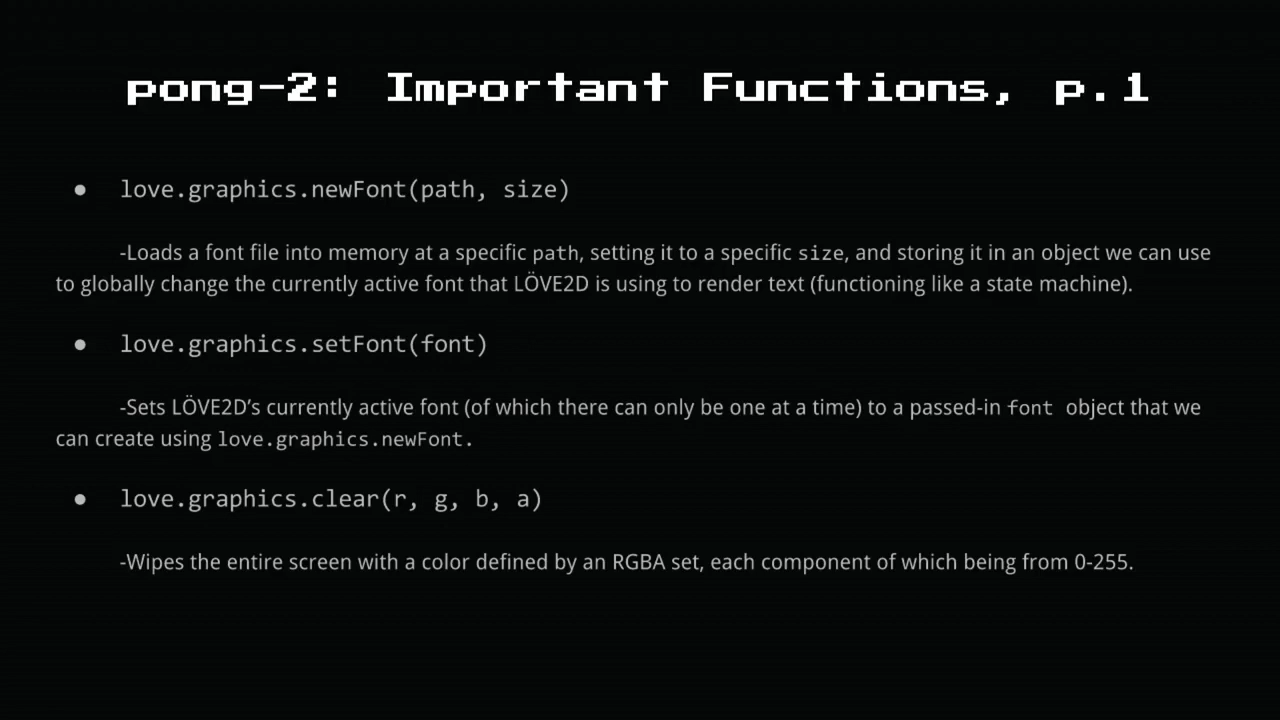 pong-2: Important Functions, p.1
● love.graphics.newFont(path, size)
-Loads a font file into memory at a specific path, setting it to a specific size, and storing it in an object we can use
to globally change the currently active font that LÖVE2D is using to render text (functioning like a state machine).
● love.graphics.setFont(font)
-Sets LÖVE2D’s currently active font (of which there can only be one at a time) to a passed-in font object that we
can create using love.graphics.newFont.
● love.graphics.clear(r, g, b, a)
-Wipes the entire screen with a color defined by an RGBA set, each component of which being from 0-255.